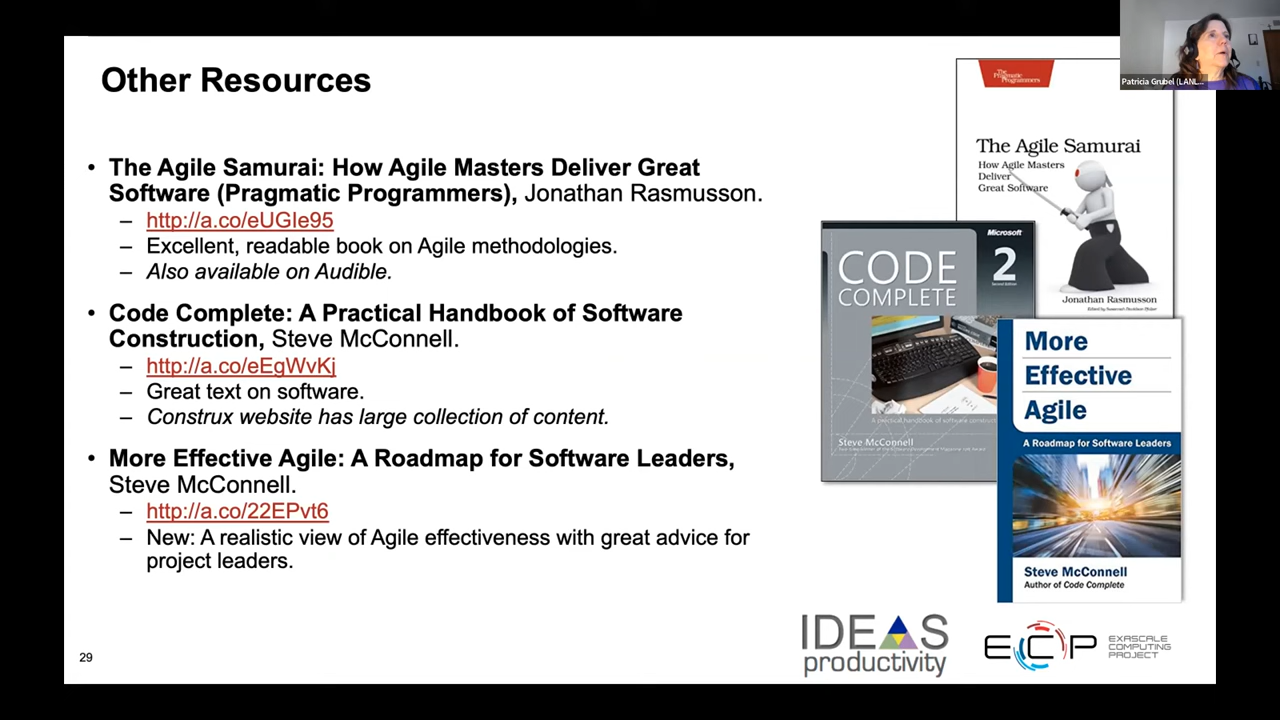 Other Resources
• The Agile Samurai: How Agile Masters Deliver Great
Software (Pragmatic Programmers), Jonathan Rasmusson.
– http://a.co/eUGIe95
– Excellent, readable book on Agile methodologies.
– Also available on Audible.
• Code Complete: A Practical Handbook of Software
Construction, Steve McConnell.
– http://a.co/eEgWvKj
– Great text on software.
– Construx website has large collection of content.
• More Effective Agile: A Roadmap for Software Leaders,
Steve McConnell.
– http://a.co/22EPvt6
– New: A realistic view of Agile effectiveness with great advice for
project leaders.
29
Patricia Grubel (LANL...
The
Pragmatic
Programmers
The Agile Samurai
How Agile Masters
Deliver
Great Software
Jonathan Rasmusson
Microsoft
CODE
COMPLETE
2
Second Edition
A practical handbook of software
Steve McConnell
More
Effective
Agile
A Roadmap for Software Leaders
Steve McConnell
Author of Code Complete
IDEAS
productivity
ECP
EXASCALE
COMPUTING
PROJECT